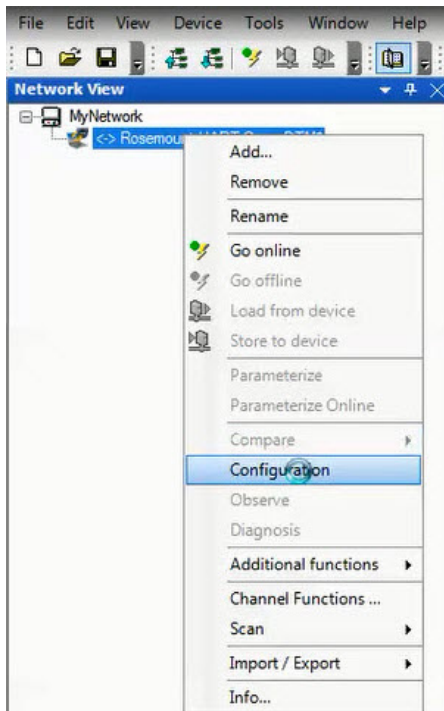 File Edit View Device Tools Window Help
Network View
MyNetwork
<-> Rosemount
Add...
Remove
Rename
Go online
Go offline
Load from device
Store to device
Parameterize
Parameterize Online
Compare
Configuration
Observe
Diagnosis
Additional functions
Channel Functions ...
Scan
Import / Export
Info...